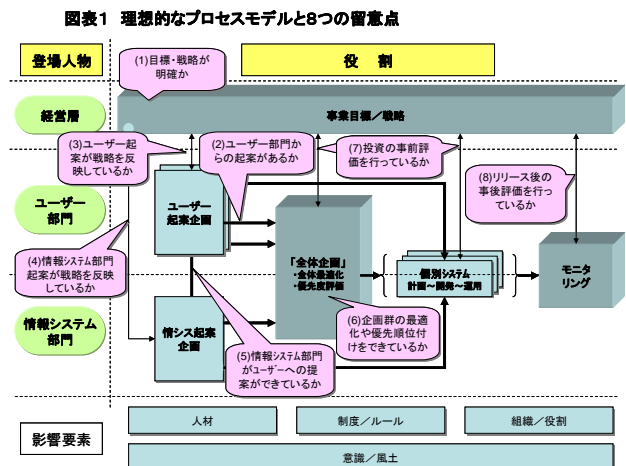 図表1 理想的なプロセスモデルと8つの留意点
登場人物
役 割
(1)目標・戦略が
明確か
経営層
事業目標／戦略
(3)ユーザー起
案が戦略を反
映しているか
(2)ユーザー部門か
らの起案があるか
(7)投資の事前評
価を行っているか
(8)リリース後の
事後評価を行っ
ているか
ユーザー
部門
ユーザー
起案企画
(4)情報システム部門
起案が戦略を反映
しているか
「全体企画」
・全体最適化
・優先度評価
個別システム
計画～開発～運用
モニタ
リング
情報システム
部門
情シス起案
企画
(5)情報システム部門
がユーザーへの提
案ができているか
(6)企画群の最適
化や優先順位付
けをできているか
影響要素
人材
制度／ルール
組織／役割
意識／風土